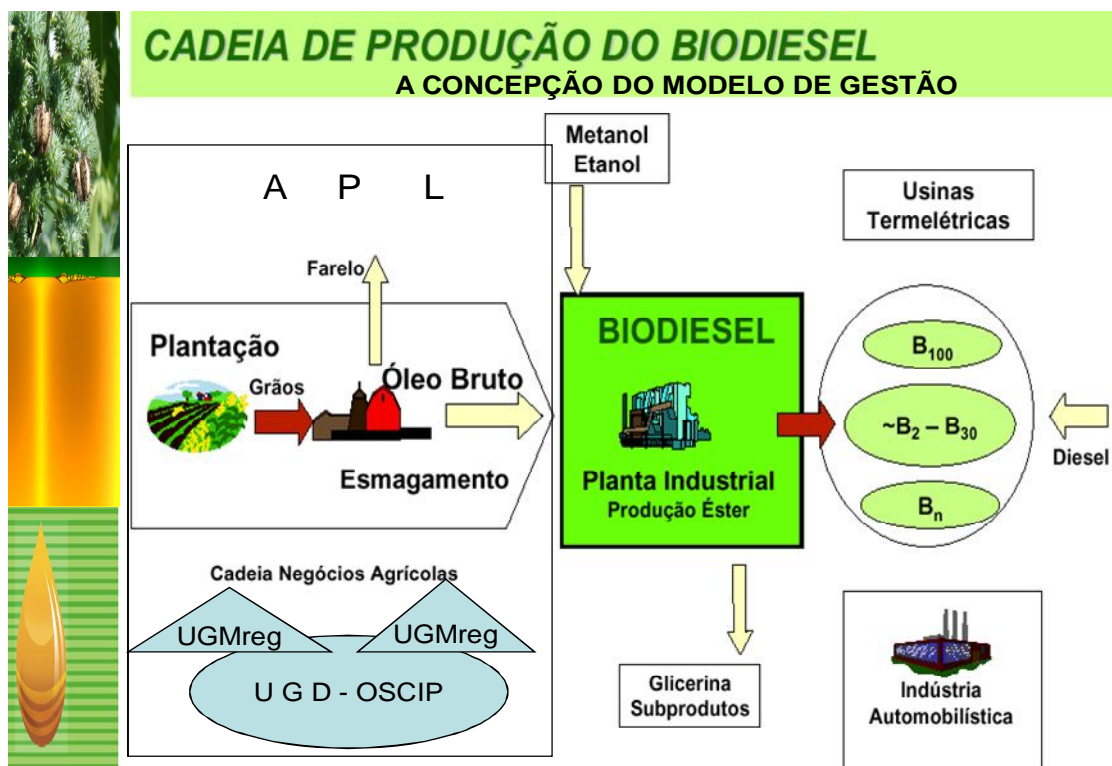 CADEIA DE PRODUÇÃO DO BIODIESEL
A CONCEPÇÃO DO MODELO DE GESTÃO
Metanol
Etanol
A P L
Usinas
Termelétricas
Farelo
Plantação
Grãos
Óleo Bruto
Esmagamento
BIODIESEL
Planta Industrial
Produção Éster
B100
~B2 – B30
Bn
Diesel
Cadeia Negócios Agrícolas
UGMreg
UGMreg
U G D - OSCIP
Glicerina
Subprodutos
Indústria
Automobilística